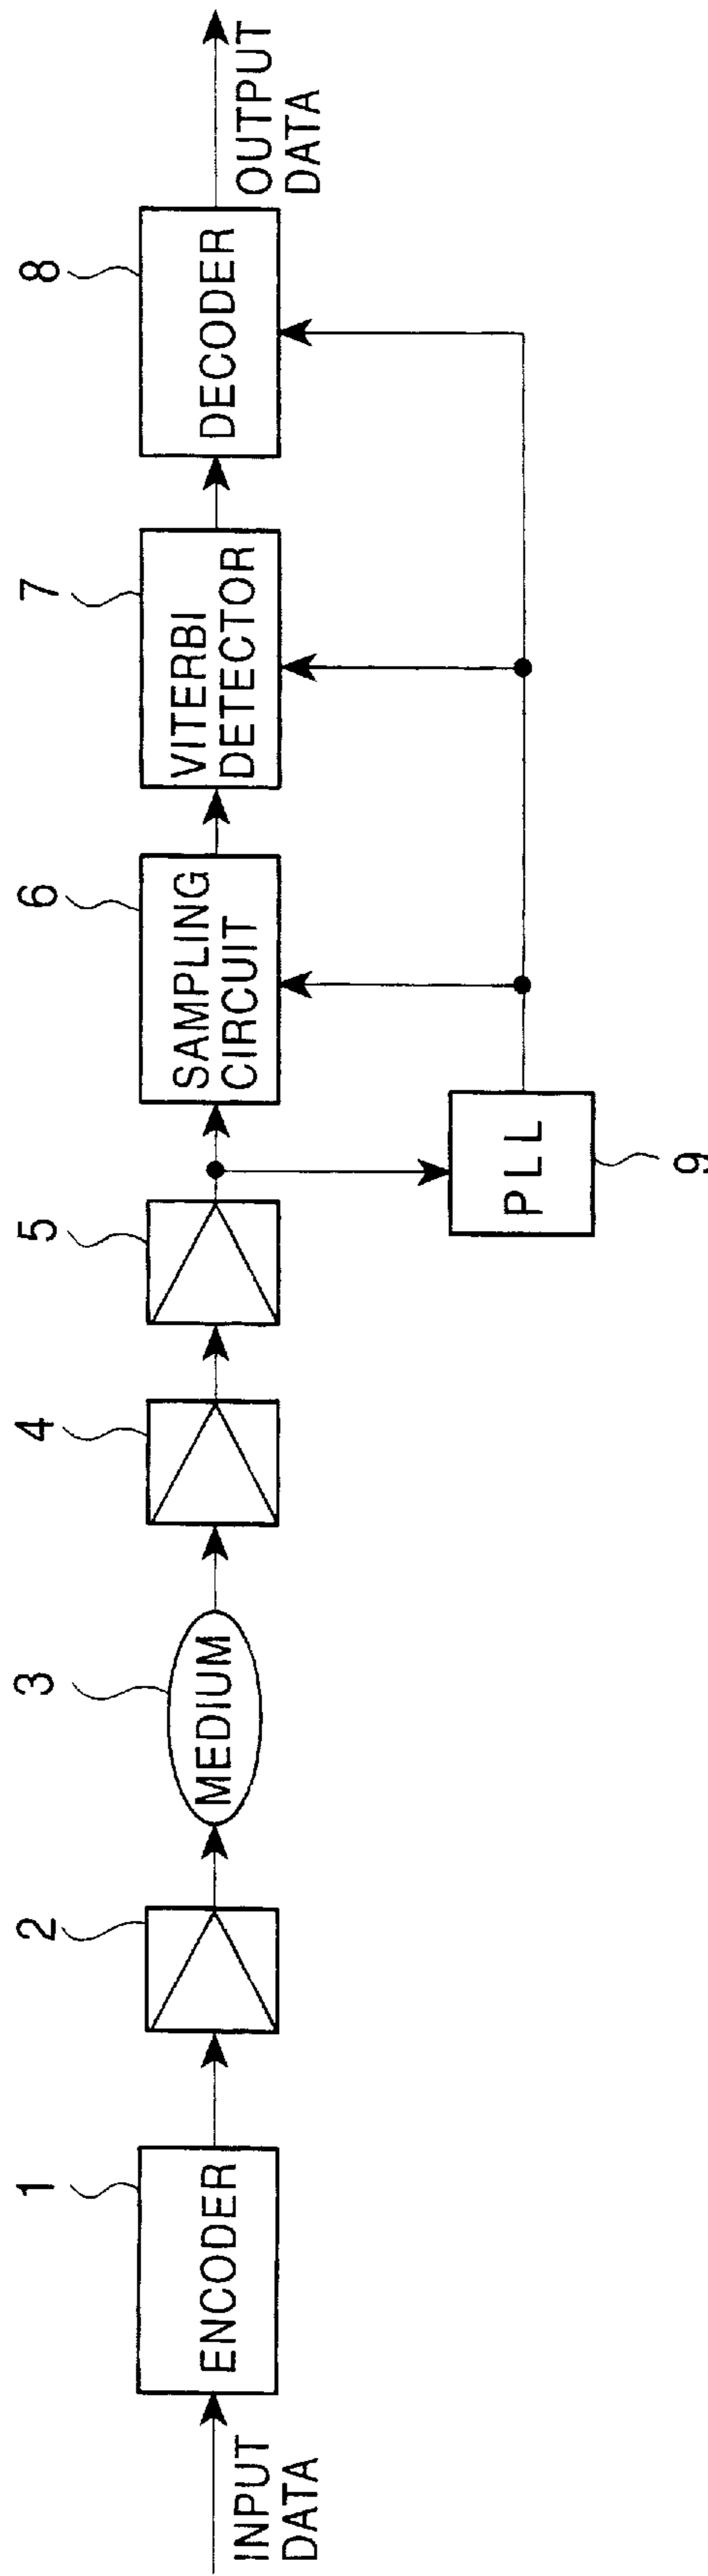 INPUT
DATA
1
ENCODER
2
3
MEDIUM
4
5
6
SAMPLING
CIRCUIT
7
VITERBI
DETECTOR
8
DECODER
OUTPUT
DATA
PLL
9